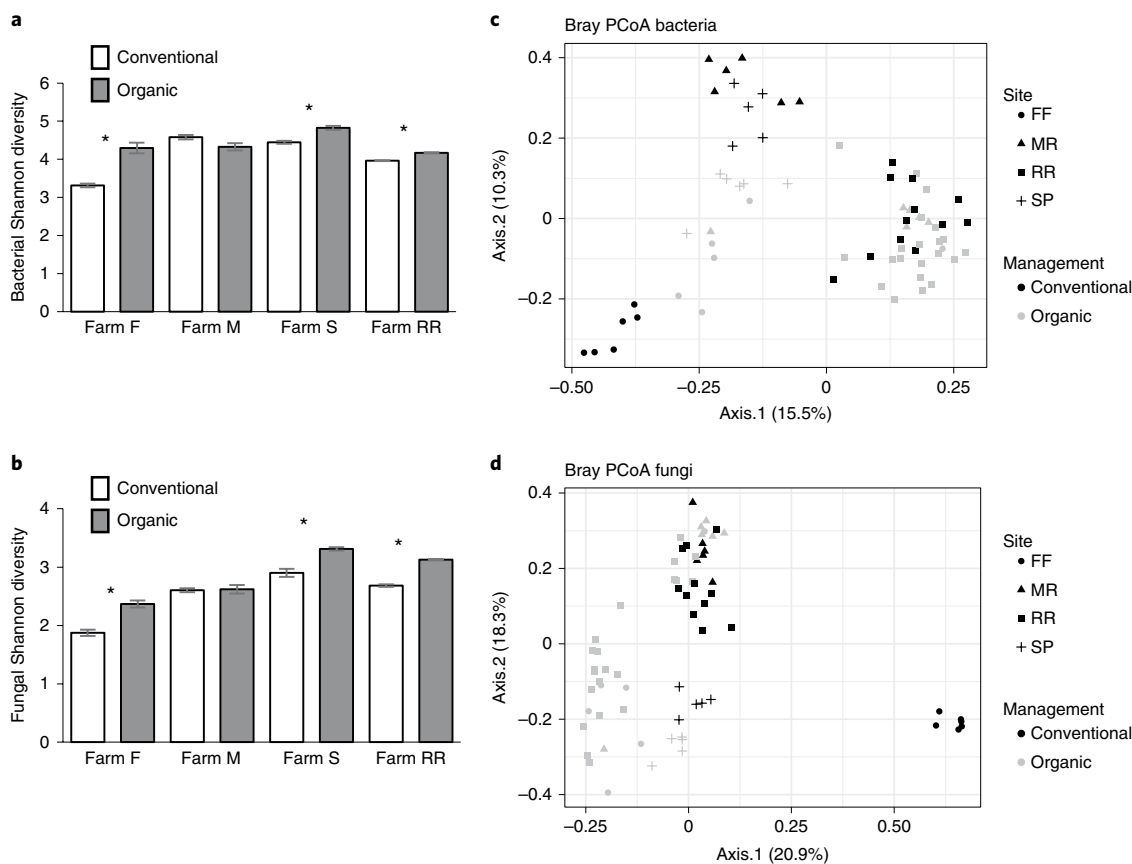 a
Conventional
Organic
Bacterial Shannon diversity
6
5
4
3
2
1
0
*
*
*
Farm F Farm M Farm S Farm RR
b
Conventional
Organic
Fungal Shannon diversity
4
3
2
1
0
*
*
*
Farm F Farm M Farm S Farm RR
c
Bray PCoA bacteria
Axis.2 (10.3%)
0.4
0.2
0
−0.2
−0.50 −0.25 0 0.25
Axis.1 (15.5%)
Site
FF
MR
RR
SP
Management
Conventional
Organic
d
Bray PCoA fungi
Axis.2 (18.3%)
0.4
0.2
0
−0.2
−0.4
−0.25 0 0.25 0.50
Axis.1 (20.9%)
Site
FF
MR
RR
SP
Management
Conventional
Organic